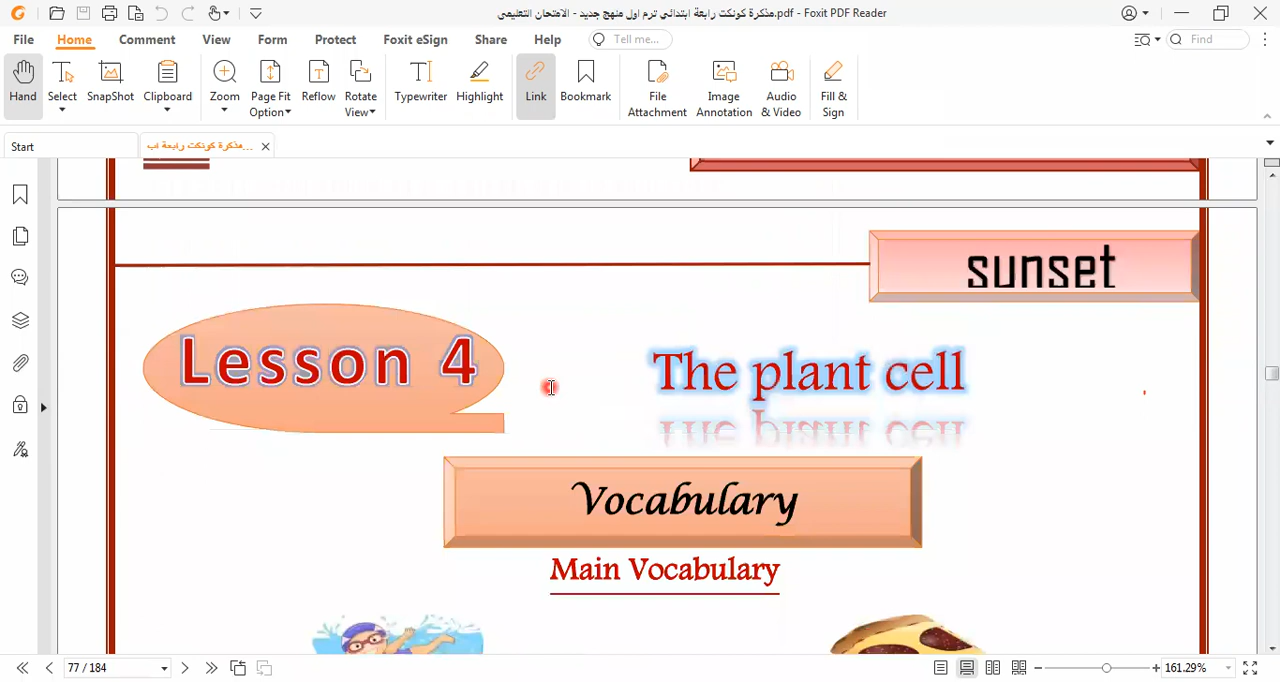 مذكرة كونكت رابعة ابتدائي ترم اول منهج جديد - الامتحان التعليمي.pdf - Foxit PDF Reader
File Home Comment View Form Protect Foxit eSign Share Help Tell me... Find
Hand Select SnapShot Clipboard Zoom Page Fit Option Reflow Rotate View Typewriter Highlight Link Bookmark File Attachment Image Annotation Audio & Video Fill & Sign
Start مذكرة كونكت رابعة اب...
sunset
Lesson 4 The plant cell
Vocabulary
Main Vocabulary
77 / 184 161.29%